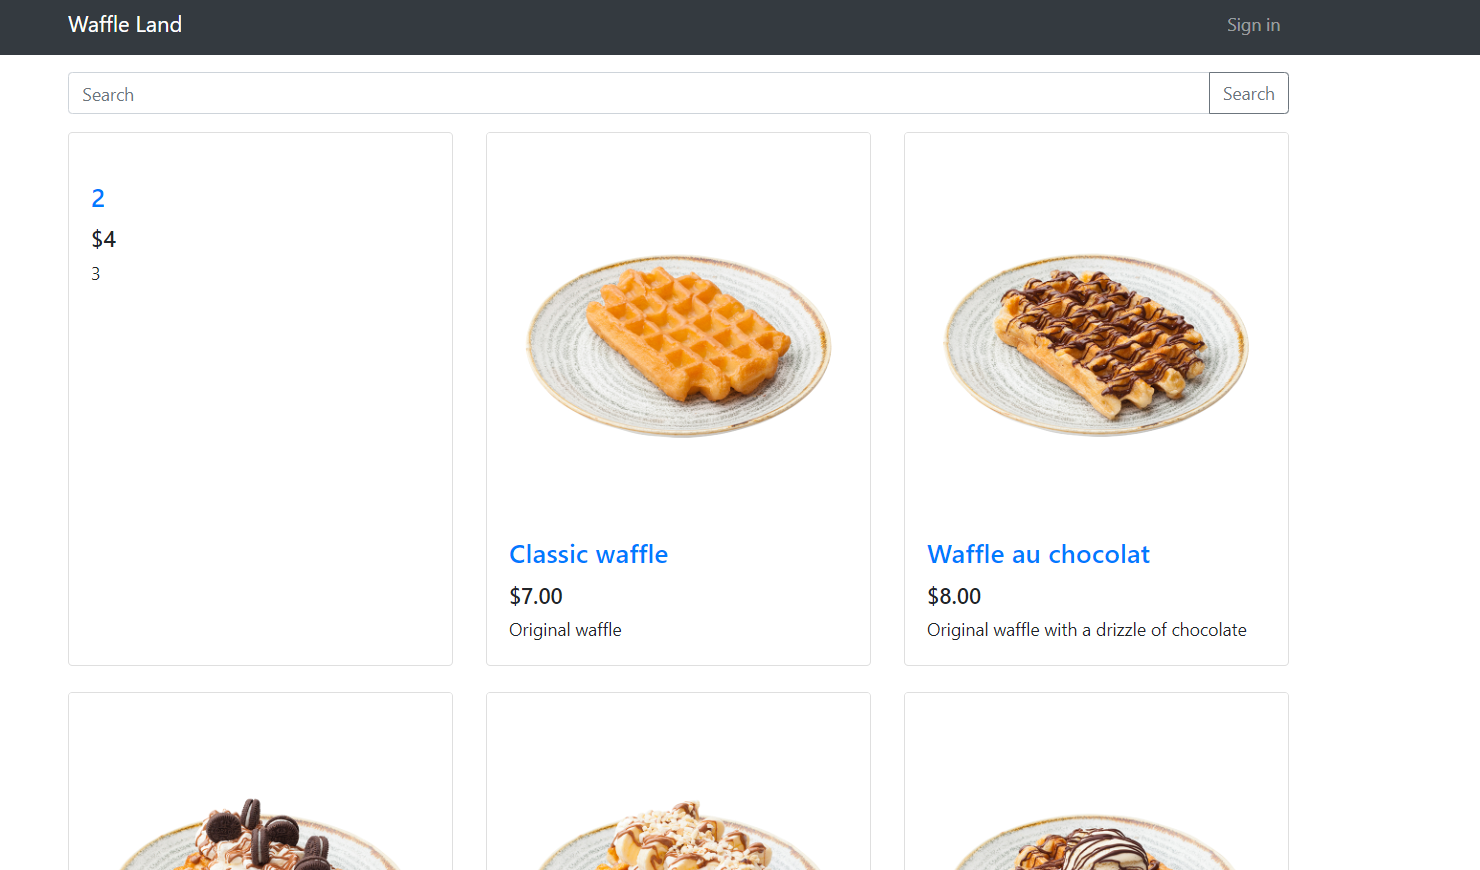 Waffle Land
Sign in
Search
Search
2
$4
3
Classic waffle
$7.00
Original waffle
Waffle au chocolat
$8.00
Original waffle with a drizzle of chocolate